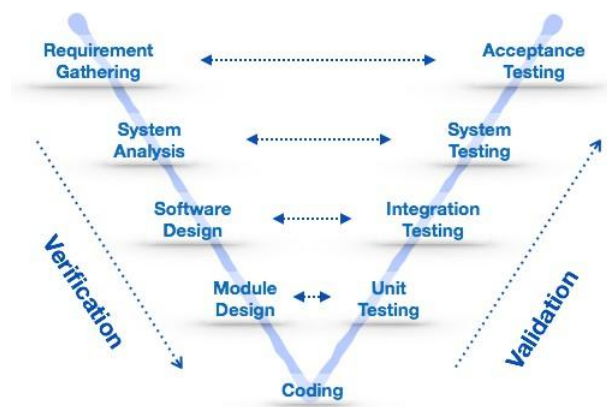 Requirement
Gathering
Acceptance
Testing
System
Analysis
System
Testing
Software
Design
Integration
Testing
Module
Design
Unit
Testing
Coding
Verification
Validation